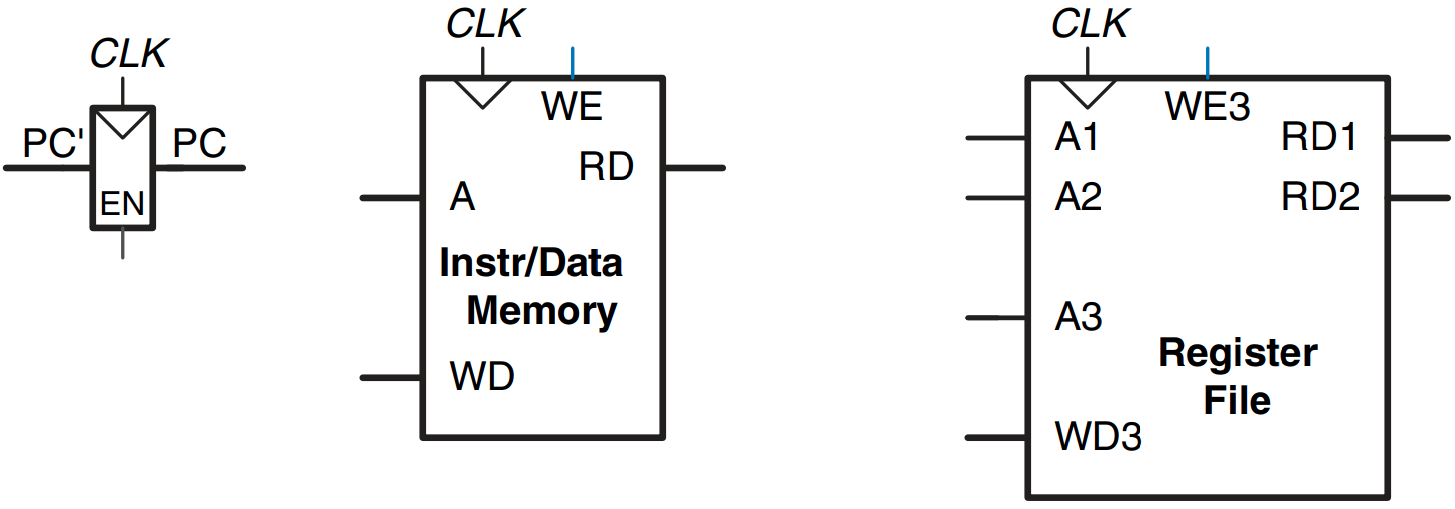 CLK
PC'
PC
EN
CLK
WE
RD
A
Instr/Data
Memory
WD
CLK
WE3
A1
RD1
A2
RD2
A3
Register
File
WD3